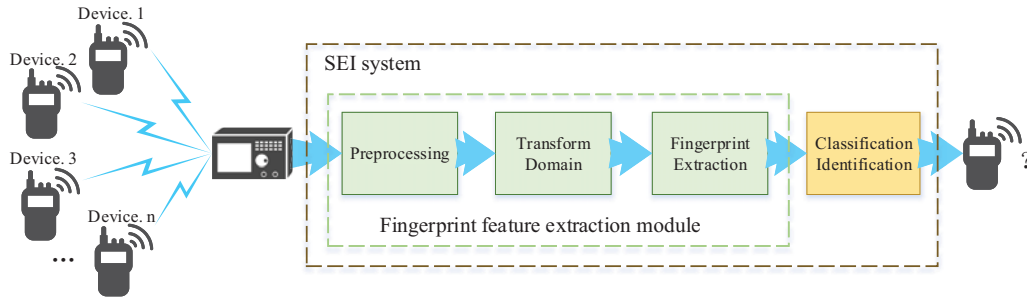 Device. 1
Device. 2
Device. 3
Device. n
...
SEI system
Preprocessing
Transform
Domain
Fingerprint
Extraction
Classification
Identification
?
Fingerprint feature extraction module